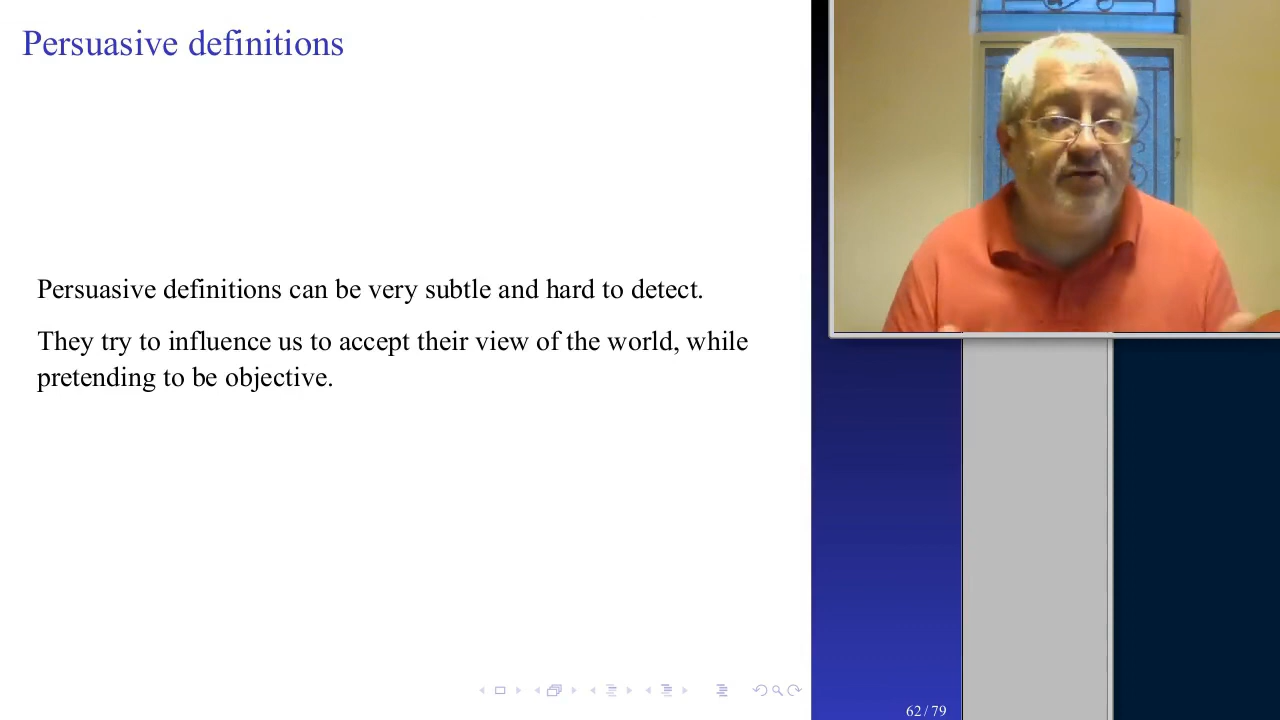 Persuasive definitions
Persuasive definitions can be very subtle and hard to detect.
They try to influence us to accept their view of the world, while
pretending to be objective.
62 / 79